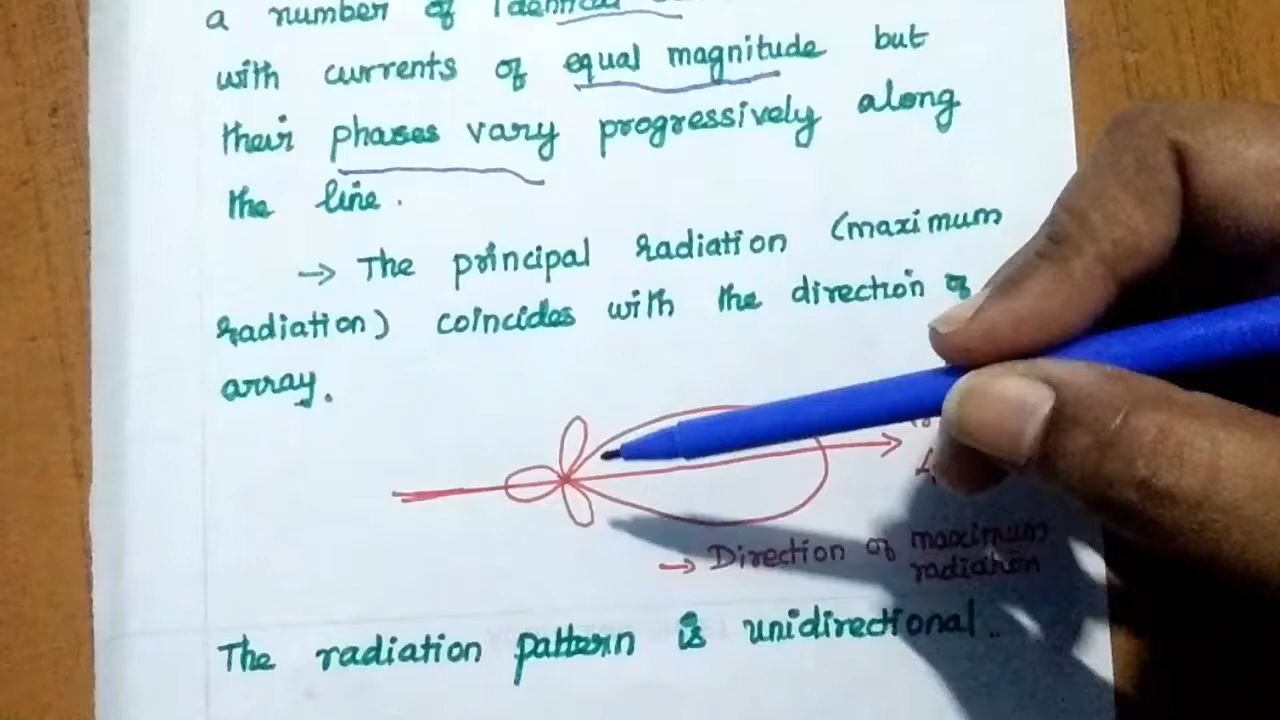 a number of
with currents of equal magnitude but
their phases vary progressively along
the line.
→ The principal radiation (maximum
radiation) coincides with the direction of
array.
→ Direction of maximum
radiation
The radiation pattern is unidirectional.